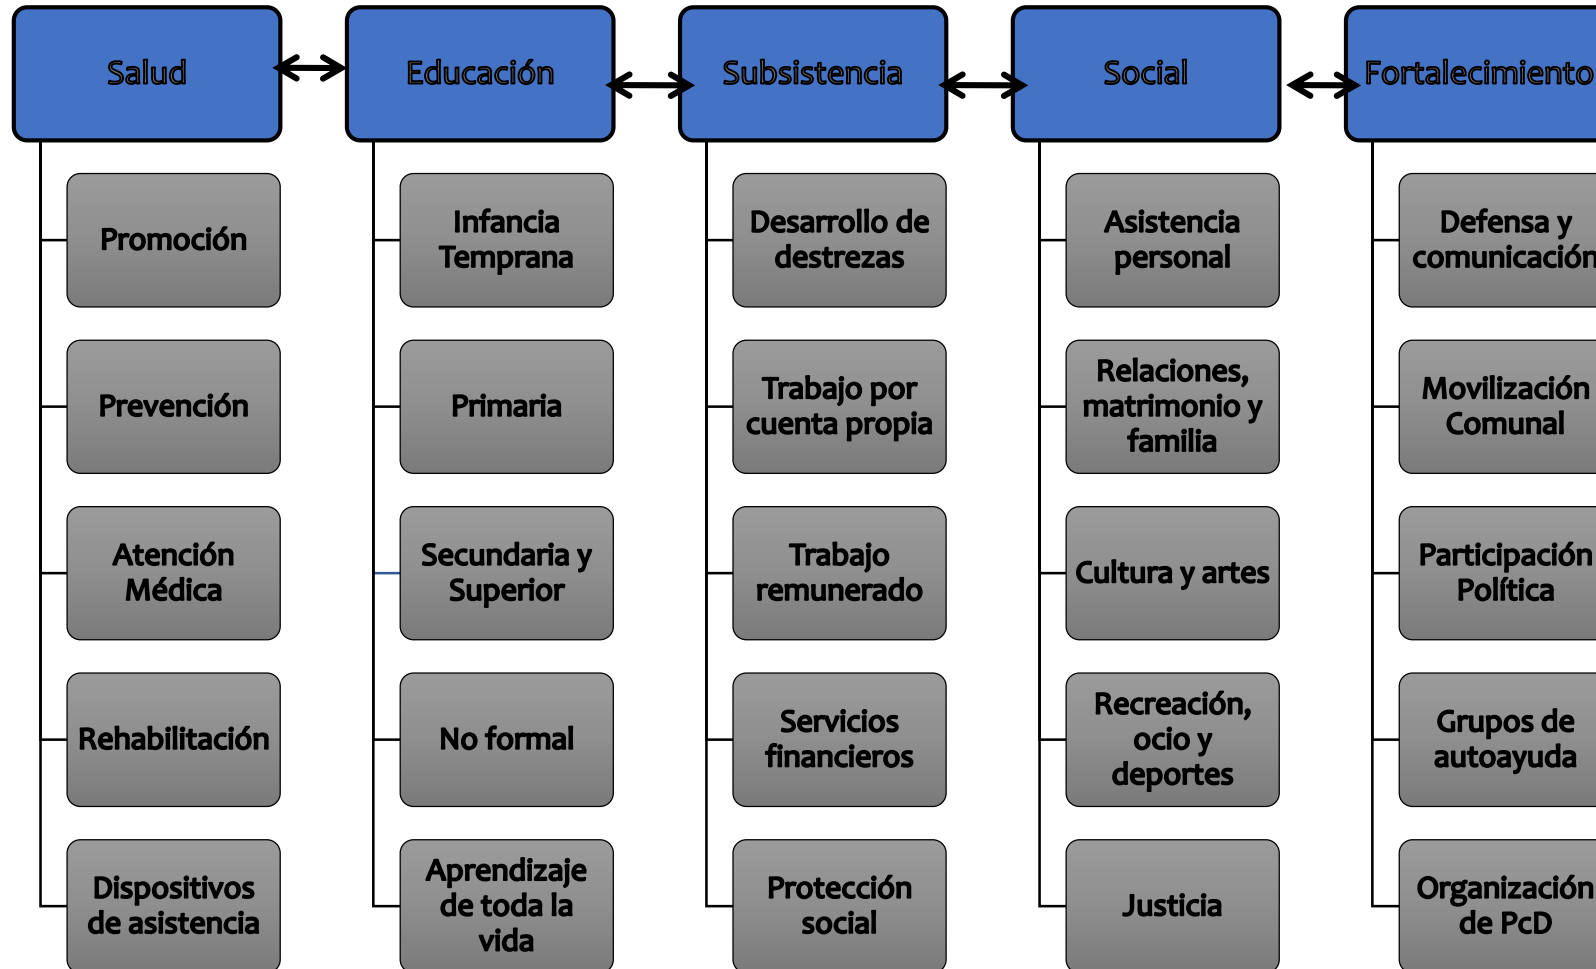 Salud
Educación
Subsistencia
Social
Fortalecimiento
Promoción
Prevención
Atención
Médica
Rehabilitación
Dispositivos
de asistencia
Infancia
Temprana
Primaria
Secundaria y
Superior
No formal
Aprendizaje
de toda la
vida
Desarrollo de
destrezas
Trabajo por
cuenta propia
Trabajo
remunerado
Servicios
financieros
Protección
social
Asistencia
personal
Relaciones,
matrimonio y
familia
Cultura y artes
Recreación,
ocio y
deportes
Justicia
Defensa y
comunicación
Movilización
Comunal
Participación
Política
Grupos de
autoayuda
Organización
de PcD